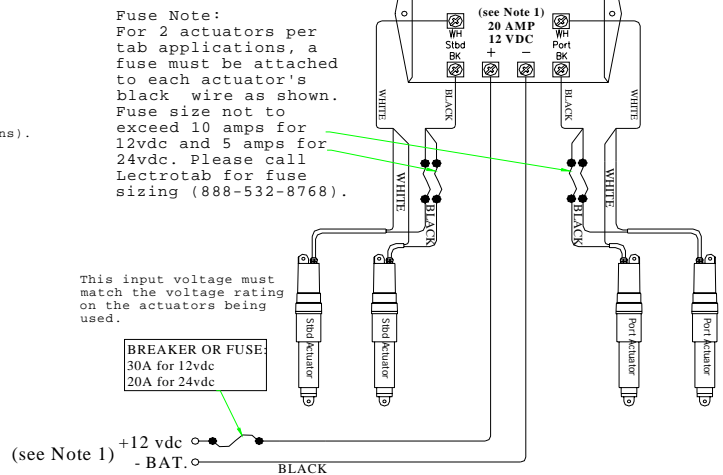 Fuse Note:
For 2 actuators per
tab applications, a
fuse must be attached
to each actuator's
black wire as shown.
Fuse size not to
exceed 10 amps for
12vdc and 5 amps for
24vdc. Please call
Lectrotab for fuse
sizing (888-532-8768).
ns).
(see Note 1)
20 AMP
12 VDC
+ -
WH
Stbd
BK
WH
Port
BK
WHITE
BLACK
BLACK
WHITE
WHITE
BLACK
BLACK
WHITE
This input voltage must
match the voltage rating
on the actuators being
used.
Stbd Actuator
Stbd Actuator
Port Actuator
Port Actuator
BREAKER OR FUSE:
30A for 12vdc
20A for 24vdc
(see Note 1)
+12 vdc
- BAT.
BLACK